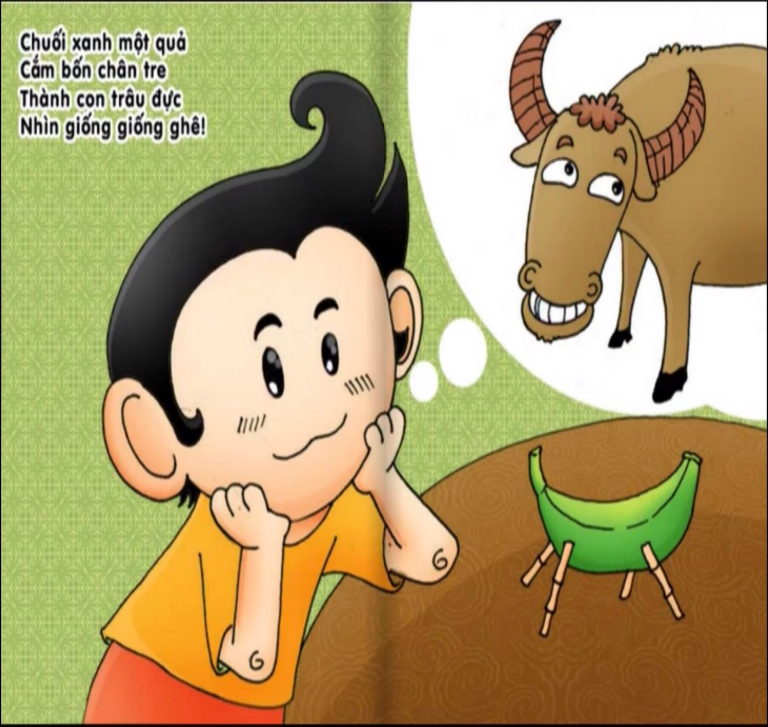 Chuối xanh một quả
Cắm bốn chân tre
Thành con trâu đực
Nhìn giống giống ghê!